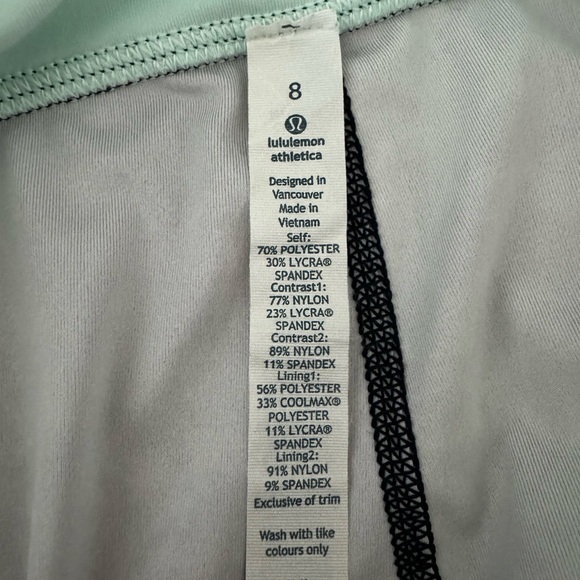 8
lululemon
athletica
Designed in
Vancouver
Made in
Vietnam
Self:
70% POLYESTER
30% LYCRA®
SPANDEX
Contrast1:
77% NYLON
23% LYCRA®
SPANDEX
Contrast2:
89% NYLON
11% SPANDEX
Lining1:
56% POLYESTER
33% COOLMAX®
POLYESTER
11% LYCRA®
SPANDEX
Lining2:
91% NYLON
9% SPANDEX
Exclusive of trim
Wash with like
colours only